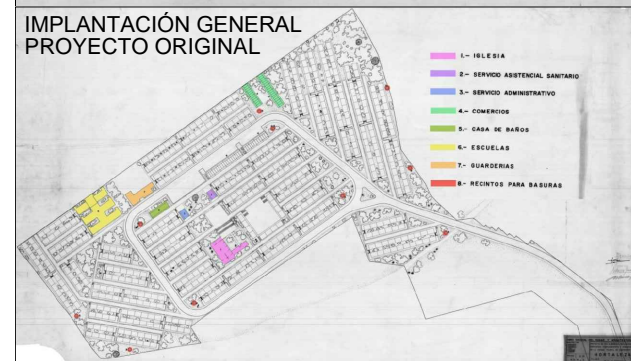 IMPLANTACIÓN GENERAL
PROYECTO ORIGINAL
1.- IGLESIA
2.- SERVICIO ASISTENCIAL SANITARIO
3.- SERVICIO ADMINISTRATIVO
4.- COMERCIOS
5.- CASA DE BAÑOS
6.- ESCUELAS
7.- GUARDERIAS
8.- RECINTOS PARA BASURAS